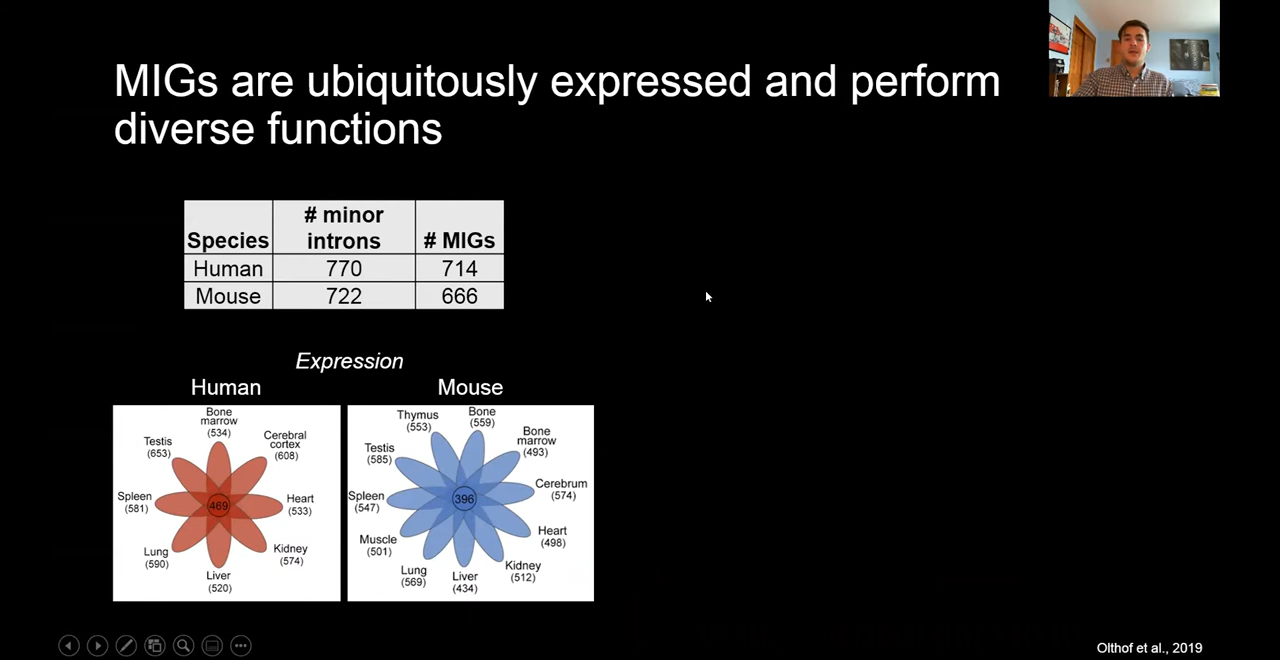 MIGs are ubiquitously expressed and perform
diverse functions
Species # minor introns # MIGs
Human 770 714
Mouse 722 666
Expression
Human
Bone
marrow
(534)
Cerebral
cortex
(608)
Heart
(533)
Kidney
(574)
Liver
(520)
Lung
(590)
Spleen
(581)
Testis
(653)
469
Mouse
Bone
(559)
Bone
marrow
(493)
Cerebrum
(574)
Heart
(498)
Kidney
(512)
Liver
(434)
Lung
(569)
Muscle
(501)
Spleen
(547)
Testis
(585)
Thymus
(553)
396
Olthof et al., 2019